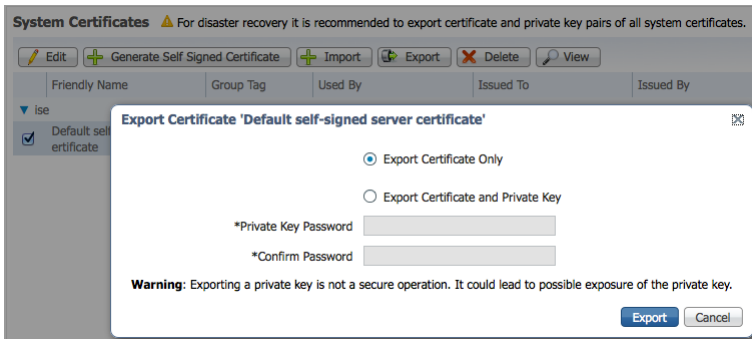 System Certificates For disaster recovery it is recommended to export certificate and private key pairs of all system certificates.
Edit Generate Self Signed Certificate Import Export Delete View
Friendly Name Group Tag Used By Issued To Issued By
ise
Export Certificate 'Default self-signed server certificate'
Default self
ertificate
Export Certificate Only
Export Certificate and Private Key
*Private Key Password
*Confirm Password
Warning: Exporting a private key is not a secure operation. It could lead to possible exposure of the private key.
Export Cancel